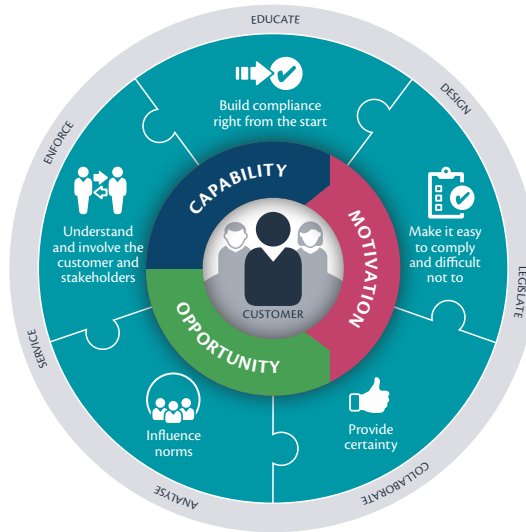 EDUCATE
DESIGN
LEGISLATE
COLLABORATE
ANALYSE
SERVICE
ENFORCE
Build compliance
right from the start
Make it easy
to comply
and difficult
not to
Provide
certainty
Influence
norms
Understand
and involve the
customer and
stakeholders
CAPABILITY
MOTIVATION
OPPORTUNITY
CUSTOMER